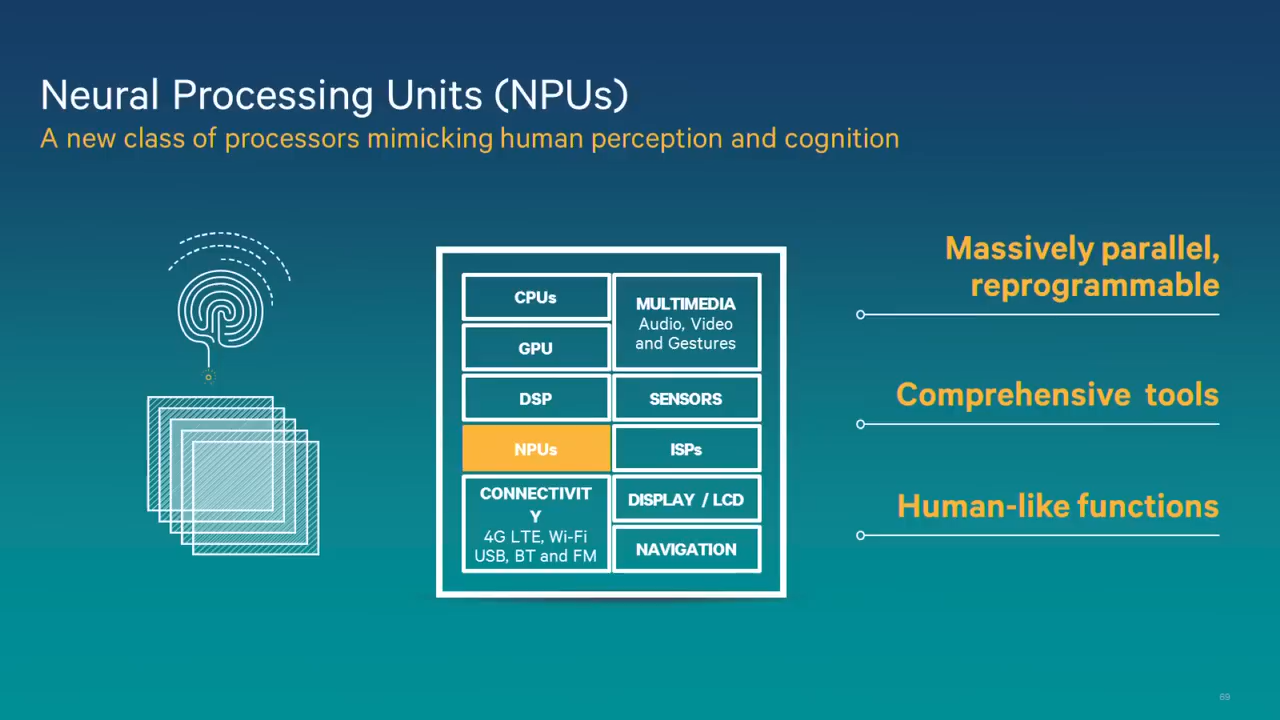 Neural Processing Units (NPUs)
A new class of processors mimicking human perception and cognition
CPUs
GPU
DSP
NPUs
CONNECTIVIT
Y
4G LTE, Wi-Fi
USB, BT and FM
MULTIMEDIA
Audio, Video
and Gestures
SENSORS
ISPs
DISPLAY / LCD
NAVIGATION
Massively parallel,
reprogrammable
Comprehensive tools
Human-like functions
69